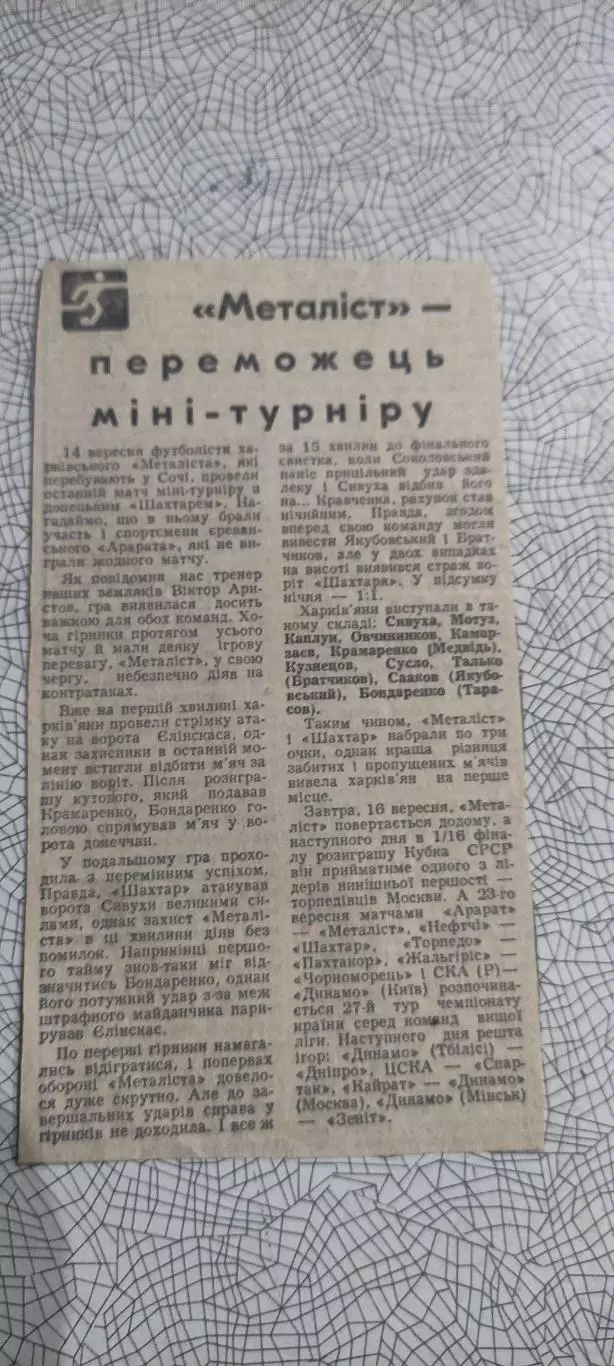 «Металіст» —
переможець
міні-турніру
14 вересня футболісти ха-
рківського «Металіста», які
перебувають у Сочі, провели
останній матч міні-турніру з
донецьким «Шахтарем». На-
гадаймо, що в ньому брали
участь і спортсмени єреван-
ського «Арарата», які не ви-
грали жодного матчу.
Як повідомив нас тренер
наших земляків Віктор Ари-
стов, гра виявилася досить
важкою для обох команд. Хо-
ча гірники протягом усього
матчу й мали деяку ігрову
перевагу, «Металіст», у свою
чергу, небезпечно діяв на
контратаках.
Вже на першій хвилині ха-
рків'яни провели стрімку ата-
ку на ворота Єлінскаса, од-
нак захисники в останній мо-
мент встигли відбити м'яч за
лінію воріт. Після розигра-
шу кутового, який подавав
Крамаренко, Бондаренко го-
ловою спрямував м'яч у во-
рота донеччан.
У подальшому гра прохо-
дила з перемінним успіхом.
Правда, «Шахтар» атакував
ворота Сивухи великими си-
лами, однак захист «Металі-
ста» в ці хвилини діяв без
помилок. Наприкінці першо-
го тайму знов-таки міг від-
значитись Бондаренко, однак
його потужний удар з-за меж
штрафного майданчика пари-
рував Єлінскас.
По перерві гірники намага-
лись відігратися, і попервах
обороні «Металіста» довело-
ся дуже скрутно. Але до за-
вершальних ударів справа у
гірників не доходила. І все ж
за 15 хвилин до фінального
свистка, коли Соколовський
наніс прицільний удар зда-
леку і Сивуха відбив його
на... Кравченка, рахунок став
нічийним. Правда, згодом
вперед свою команду могли
вивести Якубовський і Брат-
чиков, але у двох випадках
на висоті виявився страж во-
ріт «Шахтаря». У підсумку
нічия — 1:1.
Харків'яни виступали в та-
кому складі: Сивуха, Мотуз,
Каплун, Овчинников, Камар-
заєв, Крамаренко (Медвідь),
Кузнецов, Сусло, Талько
(Братчиков), Сааков (Якубо-
вський), Бондаренко (Тара-
сов).
Таким чином, «Металіст»
і «Шахтар» набрали по три
очки, однак краща різниця
забитих і пропущених м'ячів
вивела харків'ян на перше
місце.
Завтра, 16 вересня, «Мета-
ліст» повертається додому, а
наступного дня в 1/16 фіна-
лу розиграшу Кубка СРСР
він прийматиме одного з лі-
дерів нинішньої першості —
торпедівців Москви. А 23-го
вересня матчами «Арарат»
— «Металіст», «Нефтчі» —
«Шахтар», «Торпедо» —
«Пахтакор», «Жальгіріс» —
«Чорноморець» і СКА (Р)—
«Динамо» (Київ) розпочина-
ється 27-й тур чемпіонату
країни серед команд вищої
ліги. Наступного дня решта
ігор: «Динамо» (Тбілісі) —
«Дніпро», ЦСКА — «Спар-
так», «Кайрат» — «Динамо»
(Москва), «Динамо» (Мінськ)
— «Зеніт».